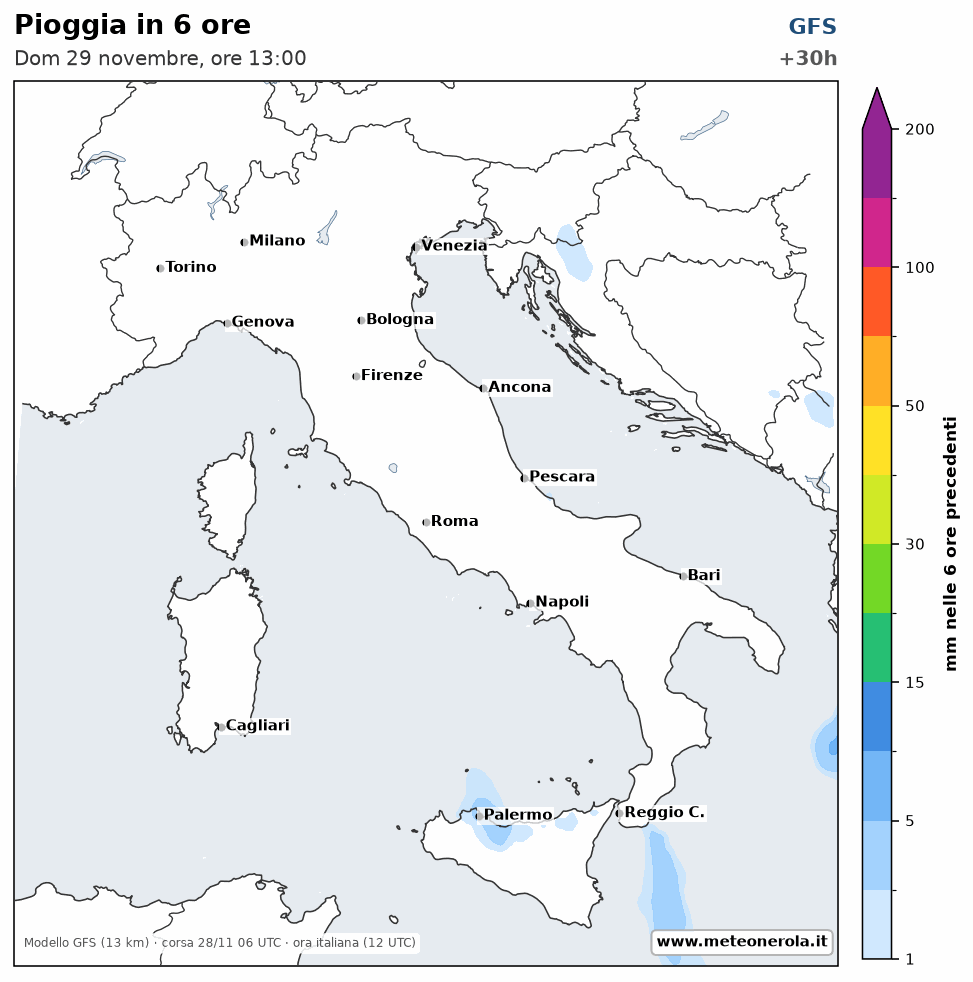 Pioggia in 6 ore
GFS
Dom 29 novembre, ore 13:00
+30h
200
100
50
30
15
5
1
mm nelle 6 ore precedenti
Milano
Venezia
Torino
Genova
Bologna
Firenze
Ancona
Pescara
Roma
Bari
Napoli
Cagliari
Palermo
Reggio C.
Modello GFS (13 km) · corsa 28/11 06 UTC · ora italiana (12 UTC)
www.meteonerola.it